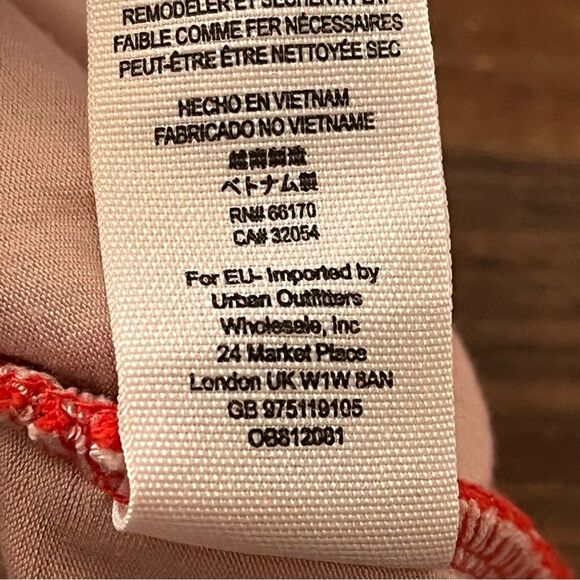 REMODELER ET SÉCHER À PLAT
FAIBLE COMME FER NÉCESSAIRES
PEUT-ÊTRE ÊTRE NETTOYÉE SEC
HECHO EN VIETNAM
FABRICADO NO VIETNAME
越南製造
ベトナム製
RN# 66170
CA# 32054
For EU- Imported by
Urban Outfitters
Wholesale, Inc
24 Market Place
London UK W1W 8AN
GB 975119105
OB812081